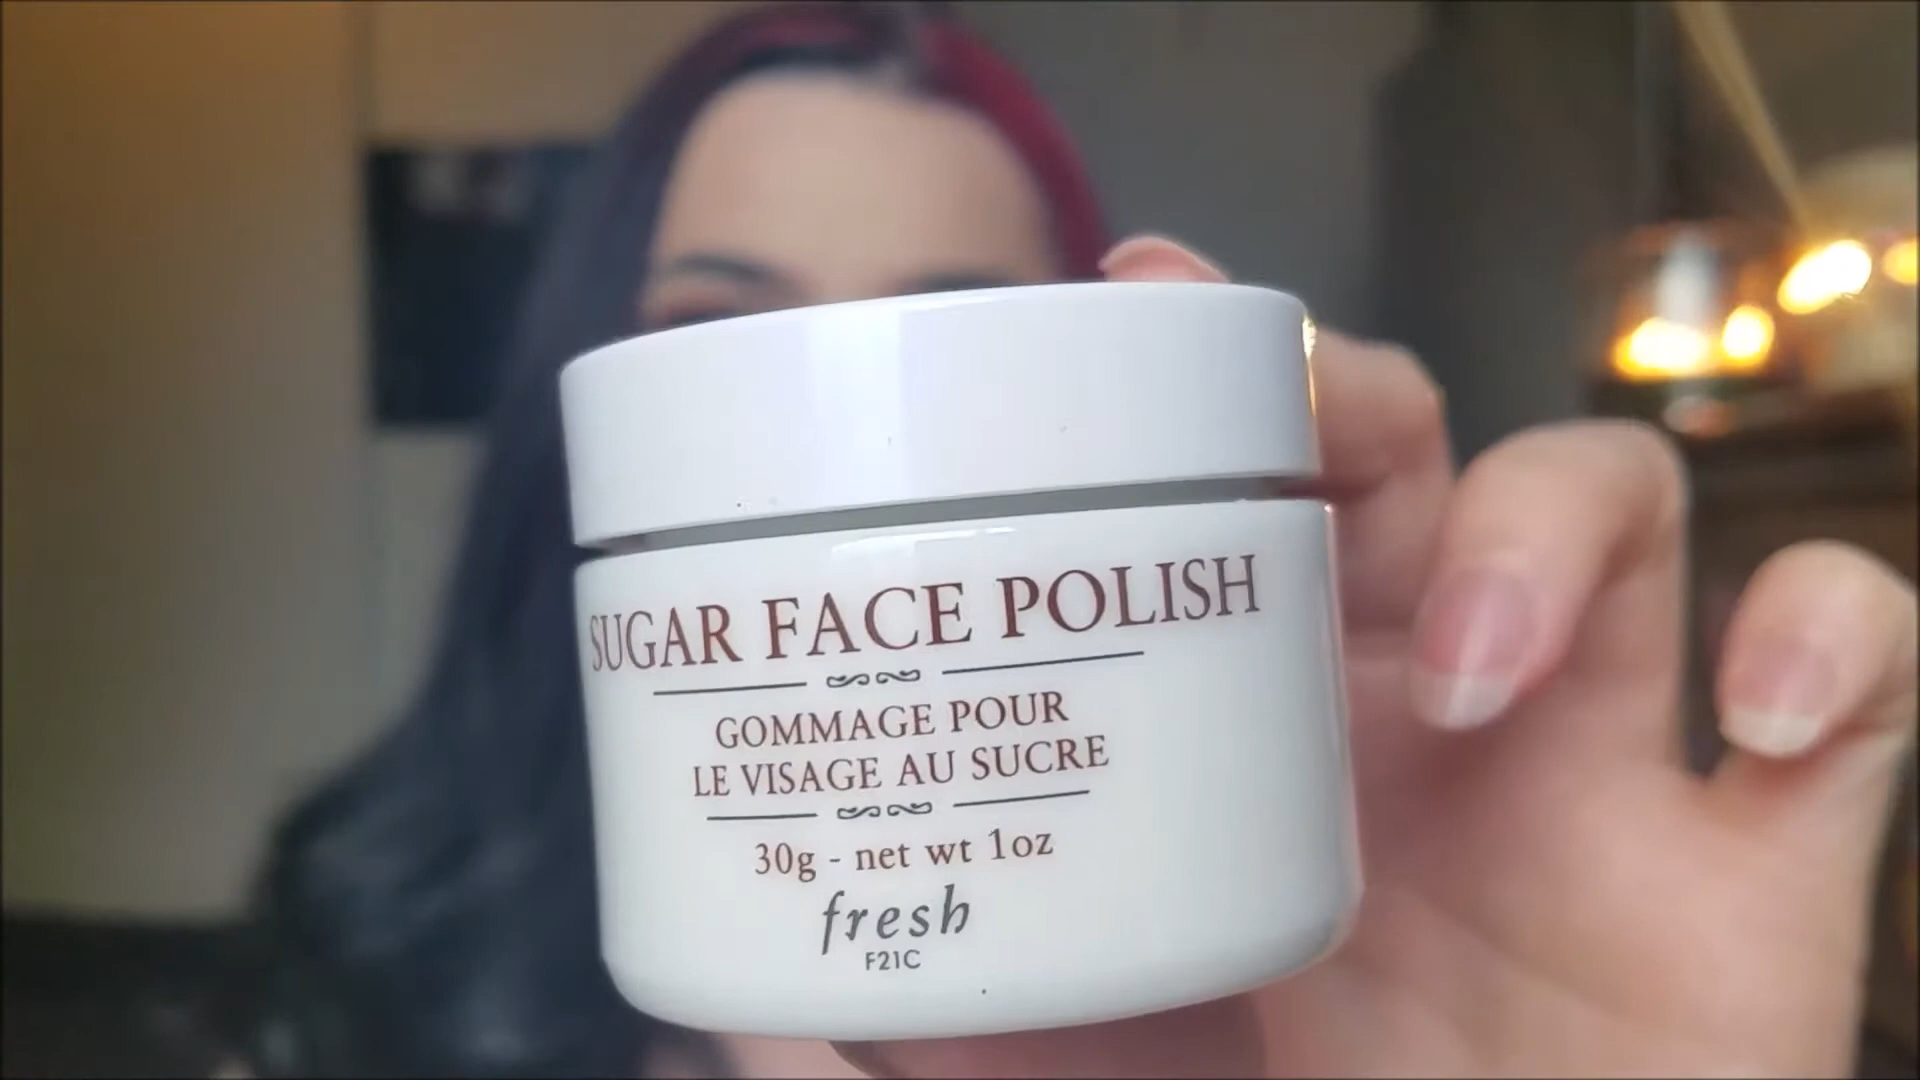 SUGAR FACE POLISH
GOMMAGE POUR
LE VISAGE AU SUCRE
30g - net wt 1oz
fresh
F21C